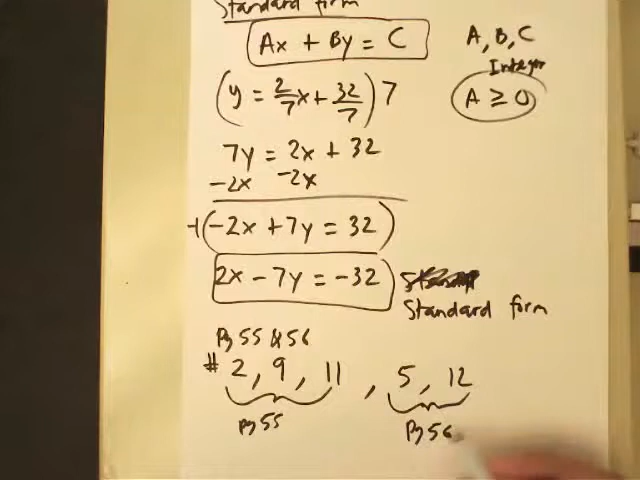 Standard form
Ax + By = C
A, B, C
Integer
A ≥ 0
(y = 2/7x + 32/7) 7
7y = 2x + 32
-2x -2x
-1(-2x + 7y = 32)
2x - 7y = -32
Standard form
Pg 55 & 56
# 2, 9, 11, 5, 12
Pg 55 Pg 56